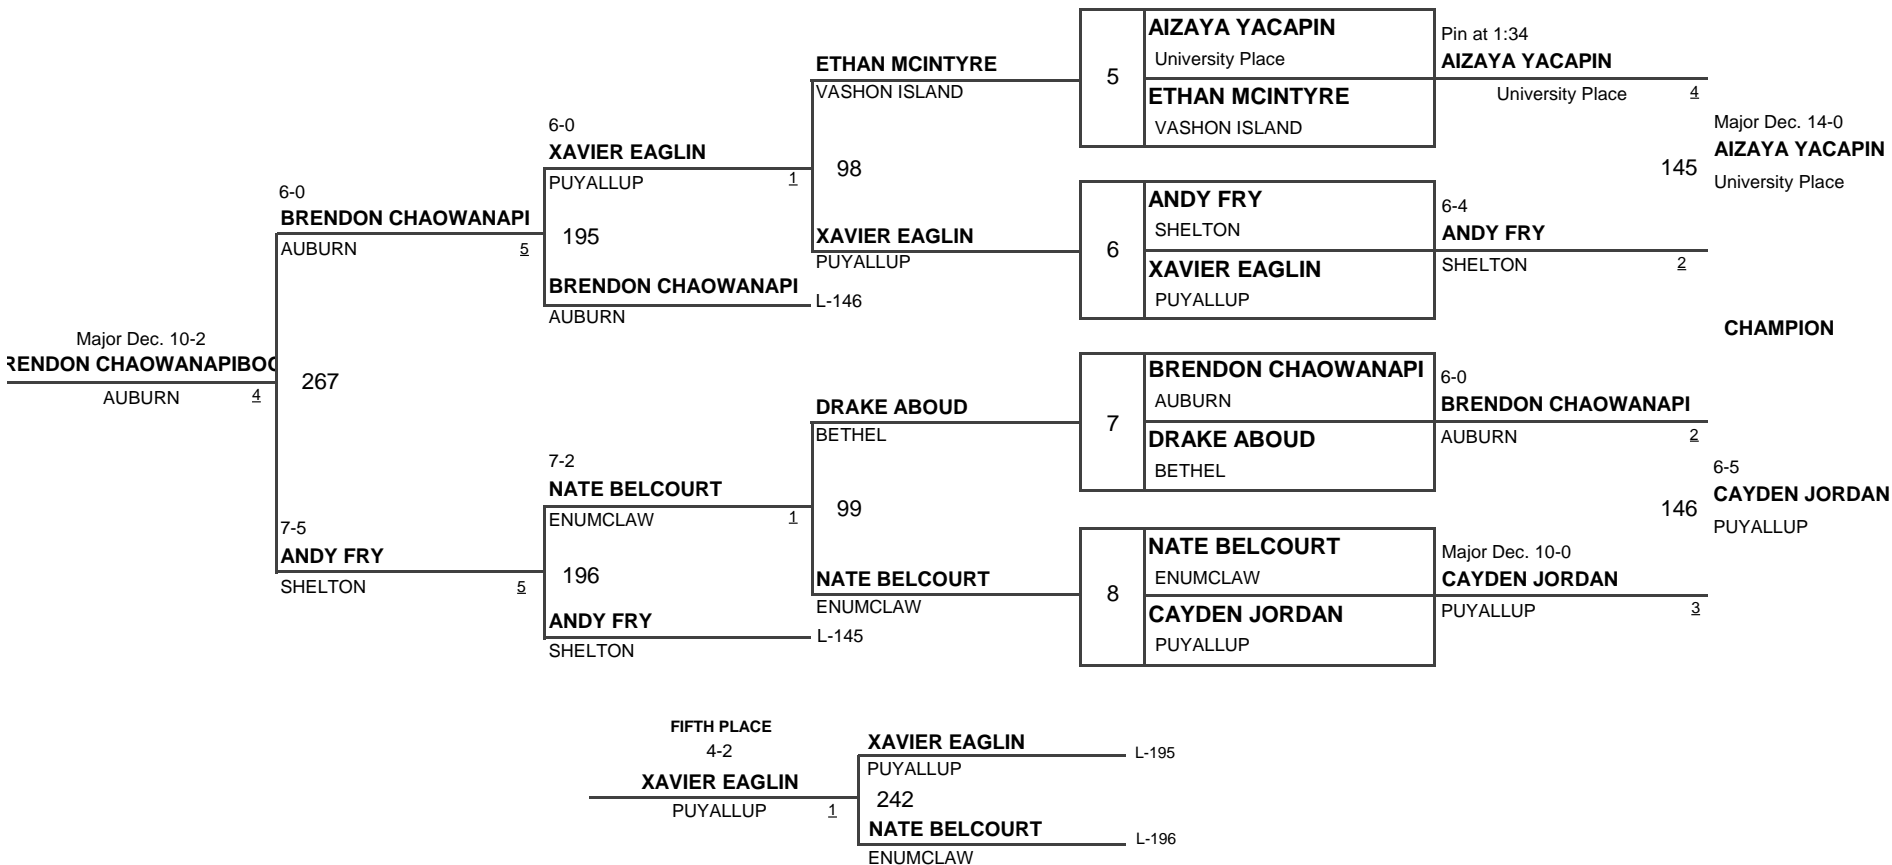 AIZAYA YACAPIN
University Place
5
ETHAN MCINTYRE
VASHON ISLAND
Pin at 1:34
AIZAYA YACAPIN
University Place 4
Major Dec. 14-0
AIZAYA YACAPIN
145
University Place
ETHAN MCINTYRE
VASHON ISLAND
98
XAVIER EAGLIN
PUYALLUP
6-0
XAVIER EAGLIN
PUYALLUP 1
195
BRENDON CHAOWANAPI
L-146
AUBURN
6-0
BRENDON CHAOWANAPI
AUBURN 5
ANDY FRY
SHELTON
6
XAVIER EAGLIN
PUYALLUP
6-4
ANDY FRY
SHELTON 2
CHAMPION
Major Dec. 10-2
RENDON CHAOWANAPIBOO
AUBURN 4
267
BRENDON CHAOWANAPI
AUBURN
7
DRAKE ABOUD
BETHEL
6-0
BRENDON CHAOWANAPI
AUBURN 2
6-5
CAYDEN JORDAN
146
PUYALLUP
DRAKE ABOUD
BETHEL
99
NATE BELCOURT
ENUMCLAW
7-2
NATE BELCOURT
ENUMCLAW 1
196
ANDY FRY
L-145
SHELTON
7-5
ANDY FRY
SHELTON 5
NATE BELCOURT
ENUMCLAW
8
CAYDEN JORDAN
PUYALLUP
Major Dec. 10-0
CAYDEN JORDAN
PUYALLUP 3
FIFTH PLACE
4-2
XAVIER EAGLIN
PUYALLUP 1
XAVIER EAGLIN
L-195
PUYALLUP
242
NATE BELCOURT
L-196
ENUMCLAW